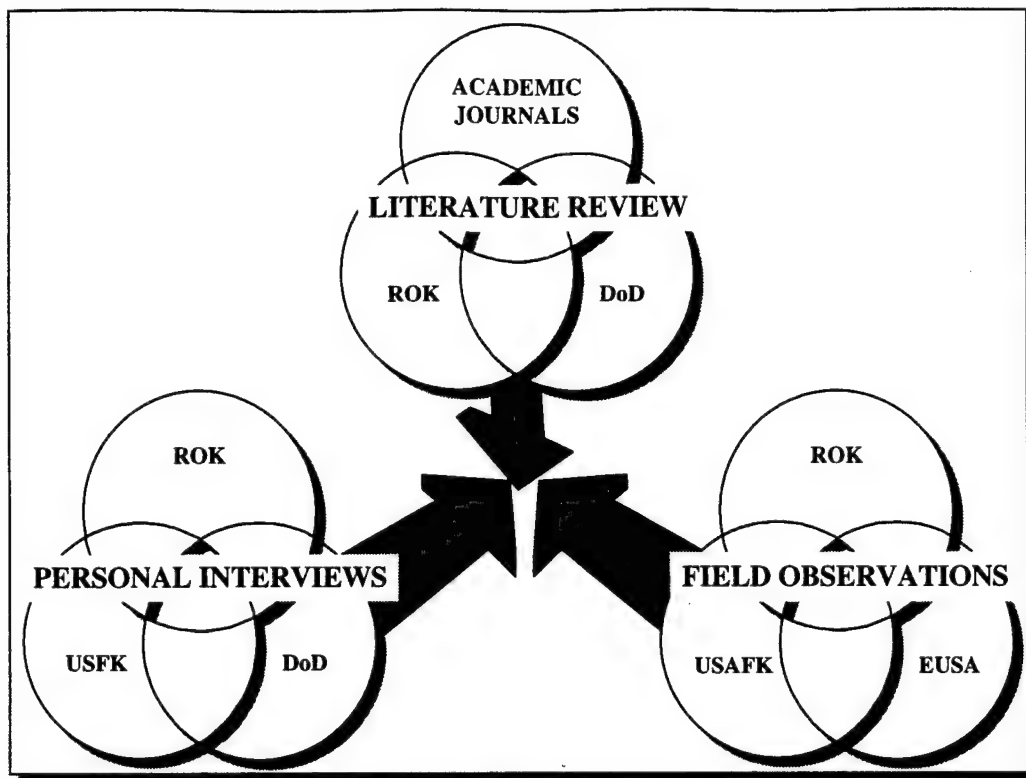 ACADEMIC
JOURNALS
LITERATURE REVIEW
ROK
DoD
ROK
PERSONAL INTERVIEWS
USFK
DoD
ROK
FIELD OBSERVATIONS
USAFK
EUSA